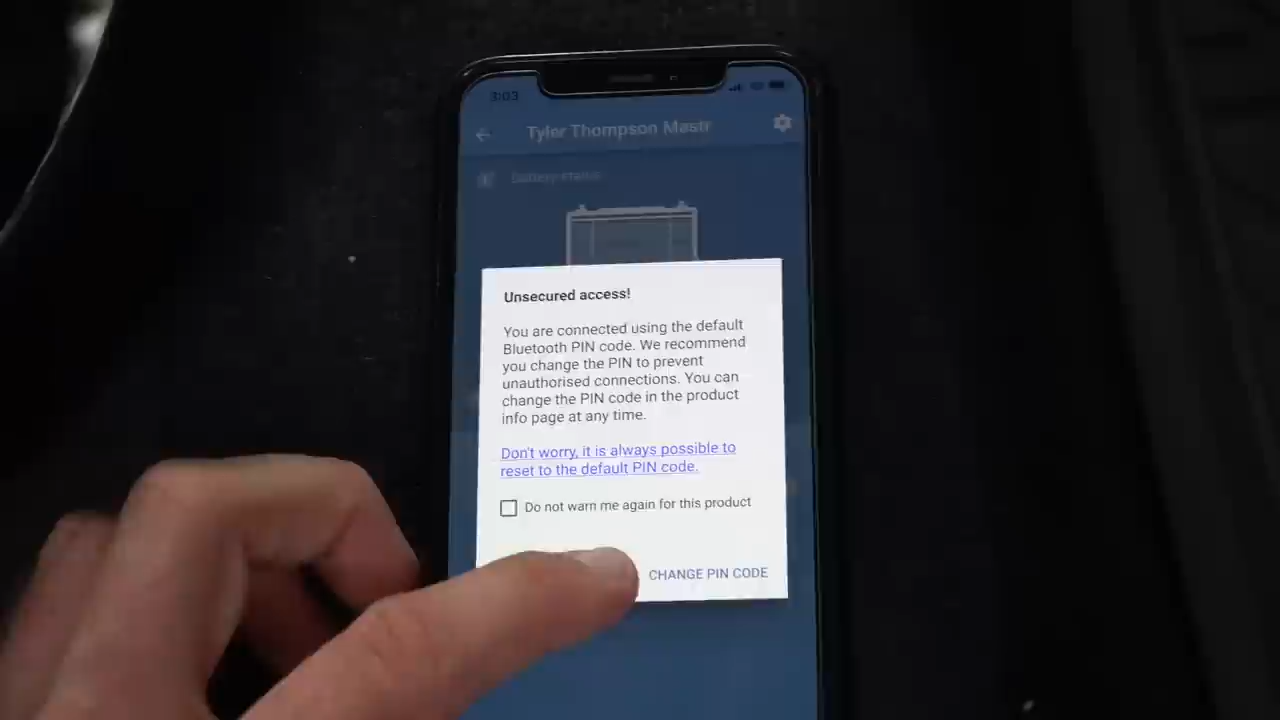 3:03
Tyler Thompson Mastr
Battery status
Unsecured access!
You are connected using the default
Bluetooth PIN code. We recommend
you change the PIN to prevent
unauthorised connections. You can
change the PIN code in the product
info page at any time.
Don't worry, it is always possible to
reset to the default PIN code.
Do not warn me again for this product
CHANGE PIN CODE